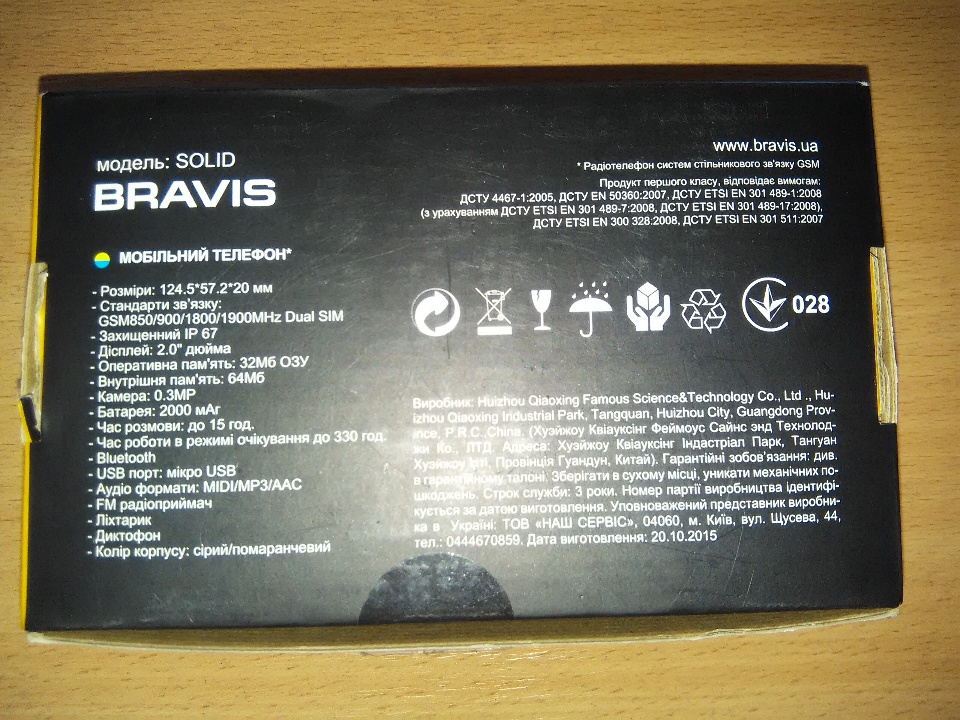 модель: SOLID
BRAVIS
www.bravis.ua
* Радіотелефон систем стільникового зв'язку GSM
Продукт першого класу, відповідає вимогам:
ДСТУ 4467-1:2005, ДСТУ EN 50360:2007, ДСТУ ETSI EN 301 489-1:2008
(з урахуванням ДСТУ ETSI EN 301 489-7:2008, ДСТУ ETSI EN 301 489-17:2008),
ДСТУ ETSI EN 300 328:2008, ДСТУ ETSI EN 301 511:2007
МОБІЛЬНИЙ ТЕЛЕФОН*
- Розміри: 124.5*57.2*20 мм
- Стандарти зв'язку:
GSM850/900/1800/1900MHz Dual SIM
- Захищенний IP 67
- Дісплей: 2.0" дюйма
- Оперативна пам'ять: 32Мб ОЗУ
- Внутрішня пам'ять: 64Мб
- Камера: 0.3МР
- Батарея: 2000 мАг
- Час розмови: до 15 год.
- Час роботи в режимі очікування до 330 год.
- Bluetooth
- USB порт: мікро USB
- Аудіо формати: MIDI/MP3/AAC
- FM радіоприймач
- Ліхтарик
- Диктофон
- Колір корпусу: сірий/помаранчевий
028
Виробник: Huizhou Qiaoxing Famous Science&Technology Co., Ltd ., Hu-
izhou Qiaoxing Industrial Park, Tangquan, Huizhou City, Guangdong Prov-
ince, P.R.C.,China. (Хуэйжоу Квіауксінг Феймоус Сайнс энд Технолод-
жи Ко., ЛТД. Адреса: Хуэйжоу Квіауксінг Індастріал Парк, Тангуан
Хуэйжоу Іілі, Провінція Гуандун, Китай). Гарантійні зобов'язання: див.
в гарантійному талоні. Зберігати в сухому місці, уникати механічних по-
шкоджень. Строк служби: 3 роки. Номер партії виробництва ідентифі-
кується за датою виготовлення. Уповноважений представник виробни-
ка в Україні: ТОВ «НАШ СЕРВІС», 04060, м. Київ, вул. Щусева, 44,
тел.: 0444670859. Дата виготовлення: 20.10.2015